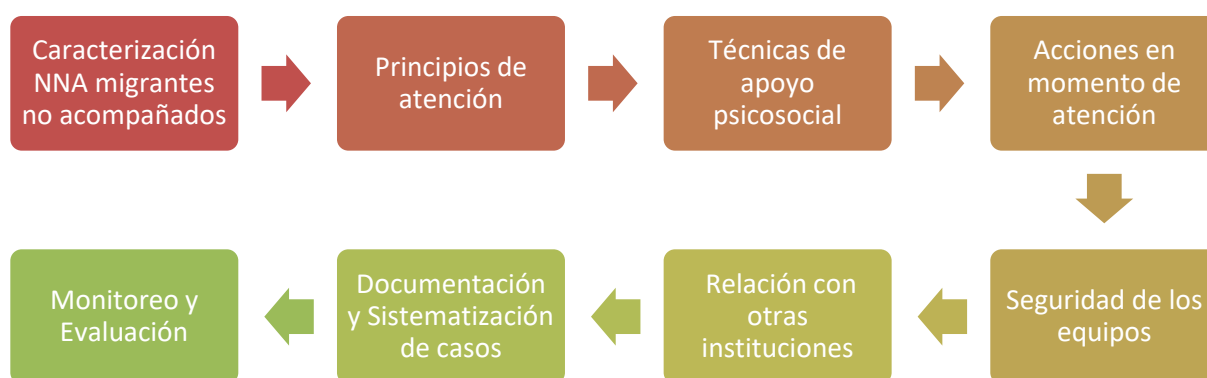 Caracterización
NNA migrantes
no acompañados
Principios de
atención
Técnicas de
apoyo
psicosocial
Acciones en
momento de
atención
Seguridad de los
equipos
Relación con
otras
instituciones
Documentación
y Sistematización
de casos
Monitoreo y
Evaluación